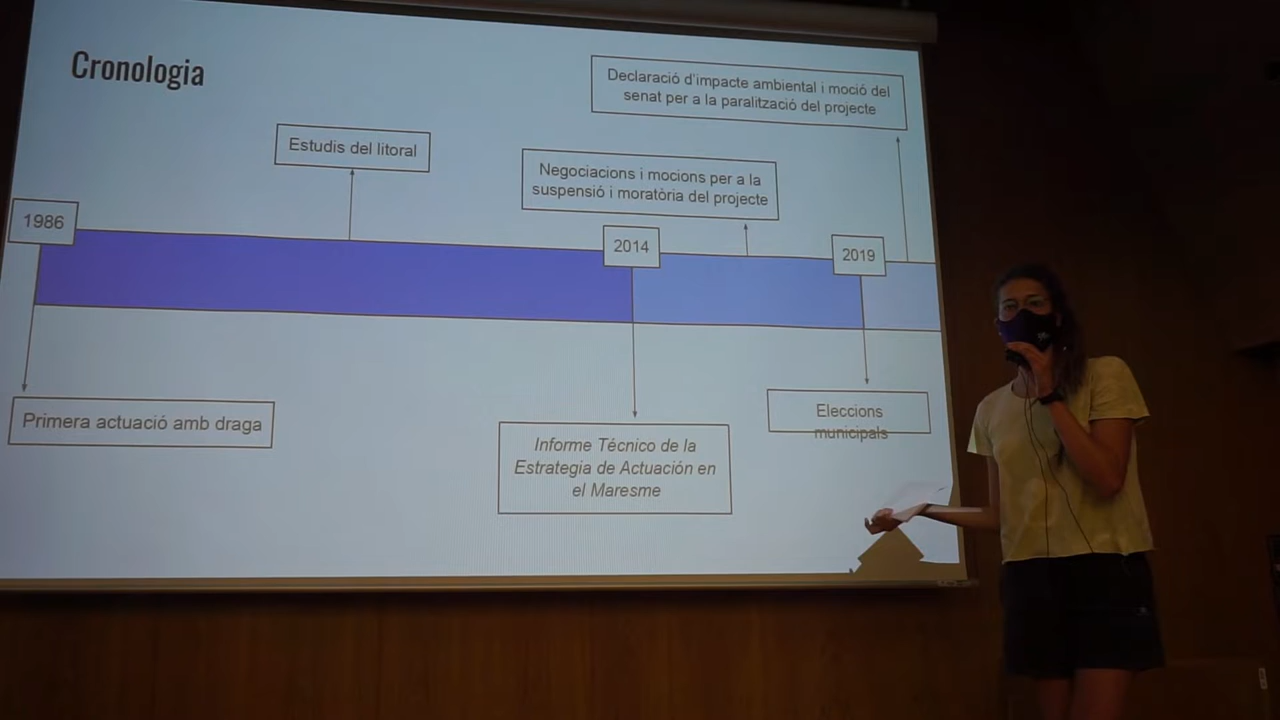 Cronologia
Declaració d'impacte ambiental i moció del
senat per a la paralització del projecte
Estudis del litoral
Negociacions i mocions per a la
suspensió i moratòria del projecte
1986
2014
2019
Primera actuació amb draga
Informe Técnico de la
Estrategia de Actuación en
el Maresme
Eleccions
municipals